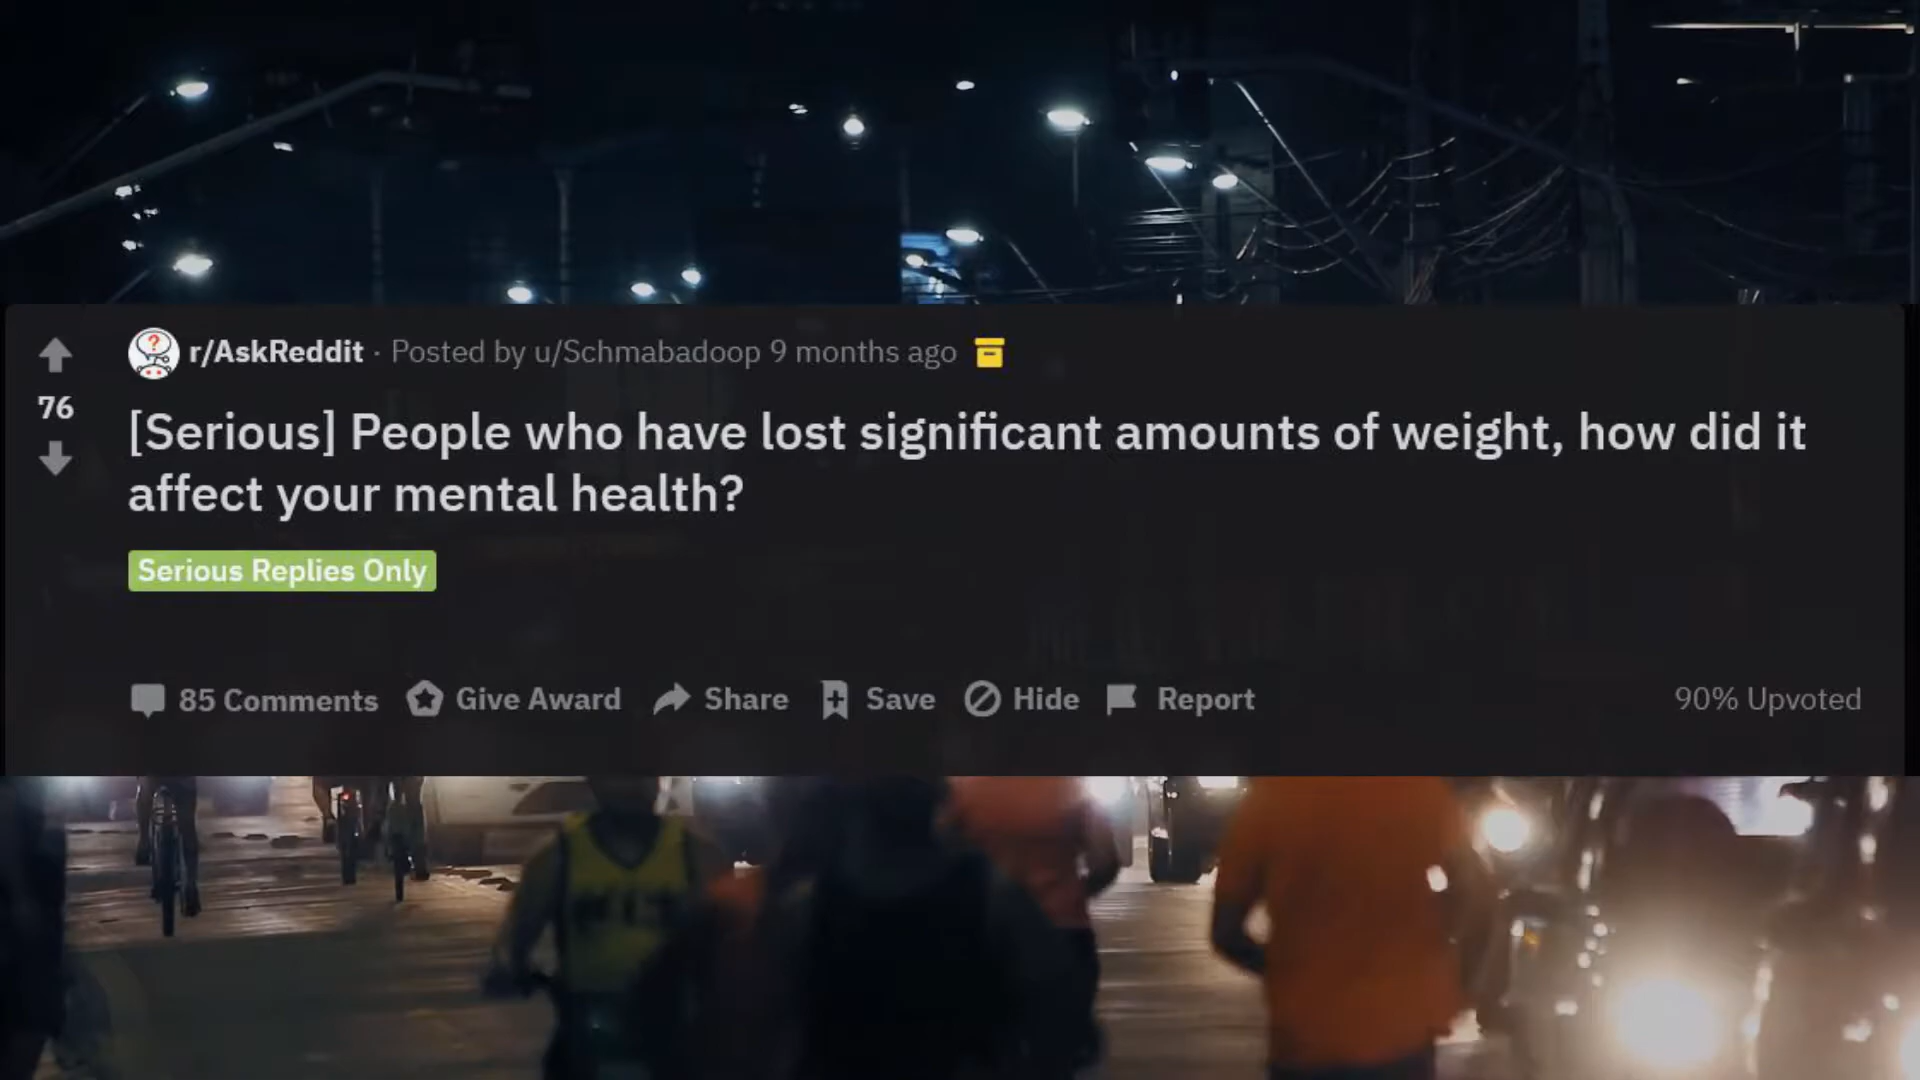 r/AskReddit · Posted by u/Schmabadoop 9 months ago
76
[Serious] People who have lost significant amounts of weight, how did it
affect your mental health?
Serious Replies Only
85 Comments Give Award Share Save Hide Report 90% Upvoted